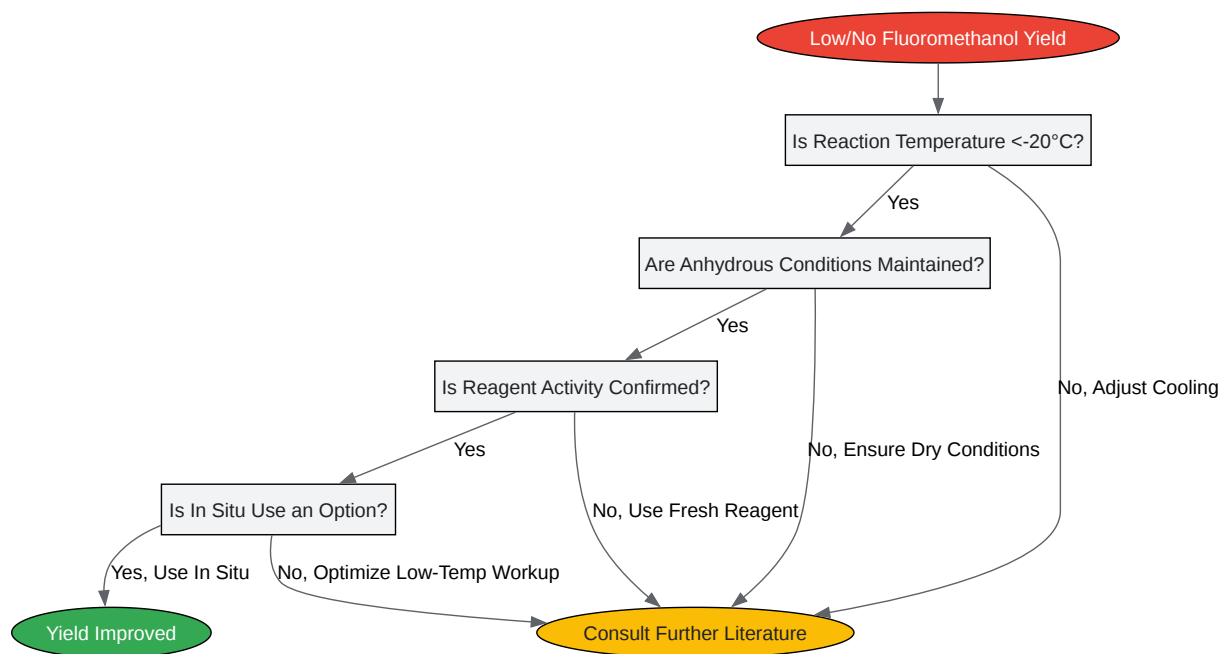 Low/No Fluoromethanol Yield
Is Reaction Temperature <-20°C?
Yes
Are Anhydrous Conditions Maintained?
Yes
Is Reagent Activity Confirmed?
No, Adjust Cooling
Yes
No, Ensure Dry Conditions
Is In Situ Use an Option?
No, Use Fresh Reagent
Yes, Use In Situ
No, Optimize Low-Temp Workup
Yield Improved
Consult Further Literature